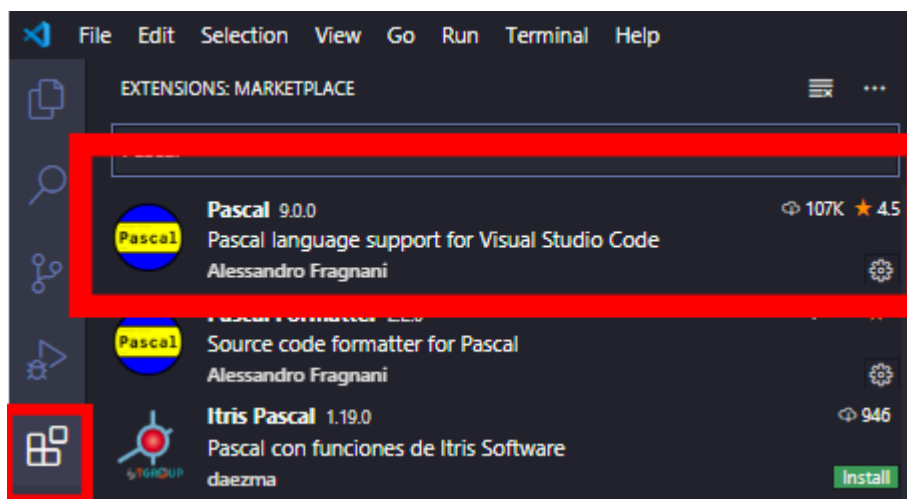 File Edit Selection View Go Run Terminal Help
EXTENSIONS: MARKETPLACE
Pascal 9.0.0 107K 4.5
Pascal
Pascal language support for Visual Studio Code
Alessandro Fragnani
Pascal Formatter
Pascal
Source code formatter for Pascal
Alessandro Fragnani
Itris Pascal 1.19.0 946
Pascal con funciones de Itris Software
daezma Install